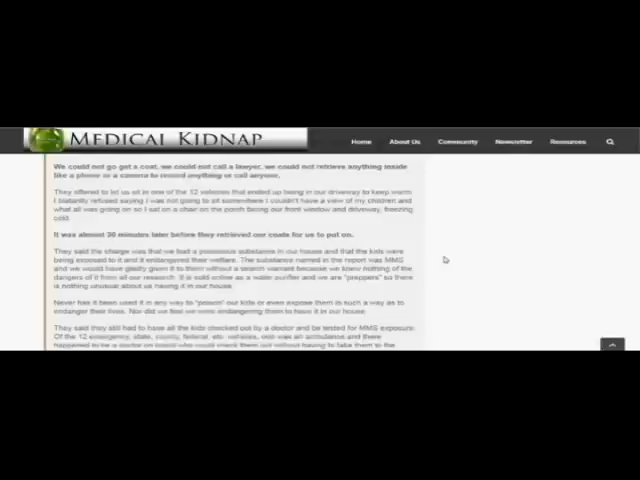 MEDICAL KIDNAP
Home About Us Community Newsletter Resources
We could not go get a coat, we could not call a lawyer, we could not retrieve anything inside
like a phone or a camera to record anything or call anyone.
They offered to let us sit in one of the 12 vehicles that ended up being in our driveway to keep warm
I blatantly refused saying I was not going to sit somewhere I couldn't have a view of my children and
what all was going on so I sat on a chair on the porch facing our front window and driveway, freezing
cold.
It was almost 30 minutes later before they retrieved our coats for us to put on.
They said the charge was that we had a poisonous substance in our house and that the kids were
being exposed to it and it endangered their welfare. The substance named in the report was MMS
and we would have gladly given it to them without a search warrant because we knew nothing of the
dangers of it from all our research. It is sold online as a water purifier and we are "preppers" so there
is nothing unusual about us having it in our house.
Never has it been used it in any way to "poison" our kids or even expose them to such a way as to
endanger their lives. Nor did we feel we were endangering them to have it in our house
They said they still had to have all the kids checked out by a doctor and be tested for MMS exposure.
Of the 12 emergency, state, county, federal, etc. vehicles, one was an ambulance and there
happened to be a doctor on board who could check them out without having to take them to the